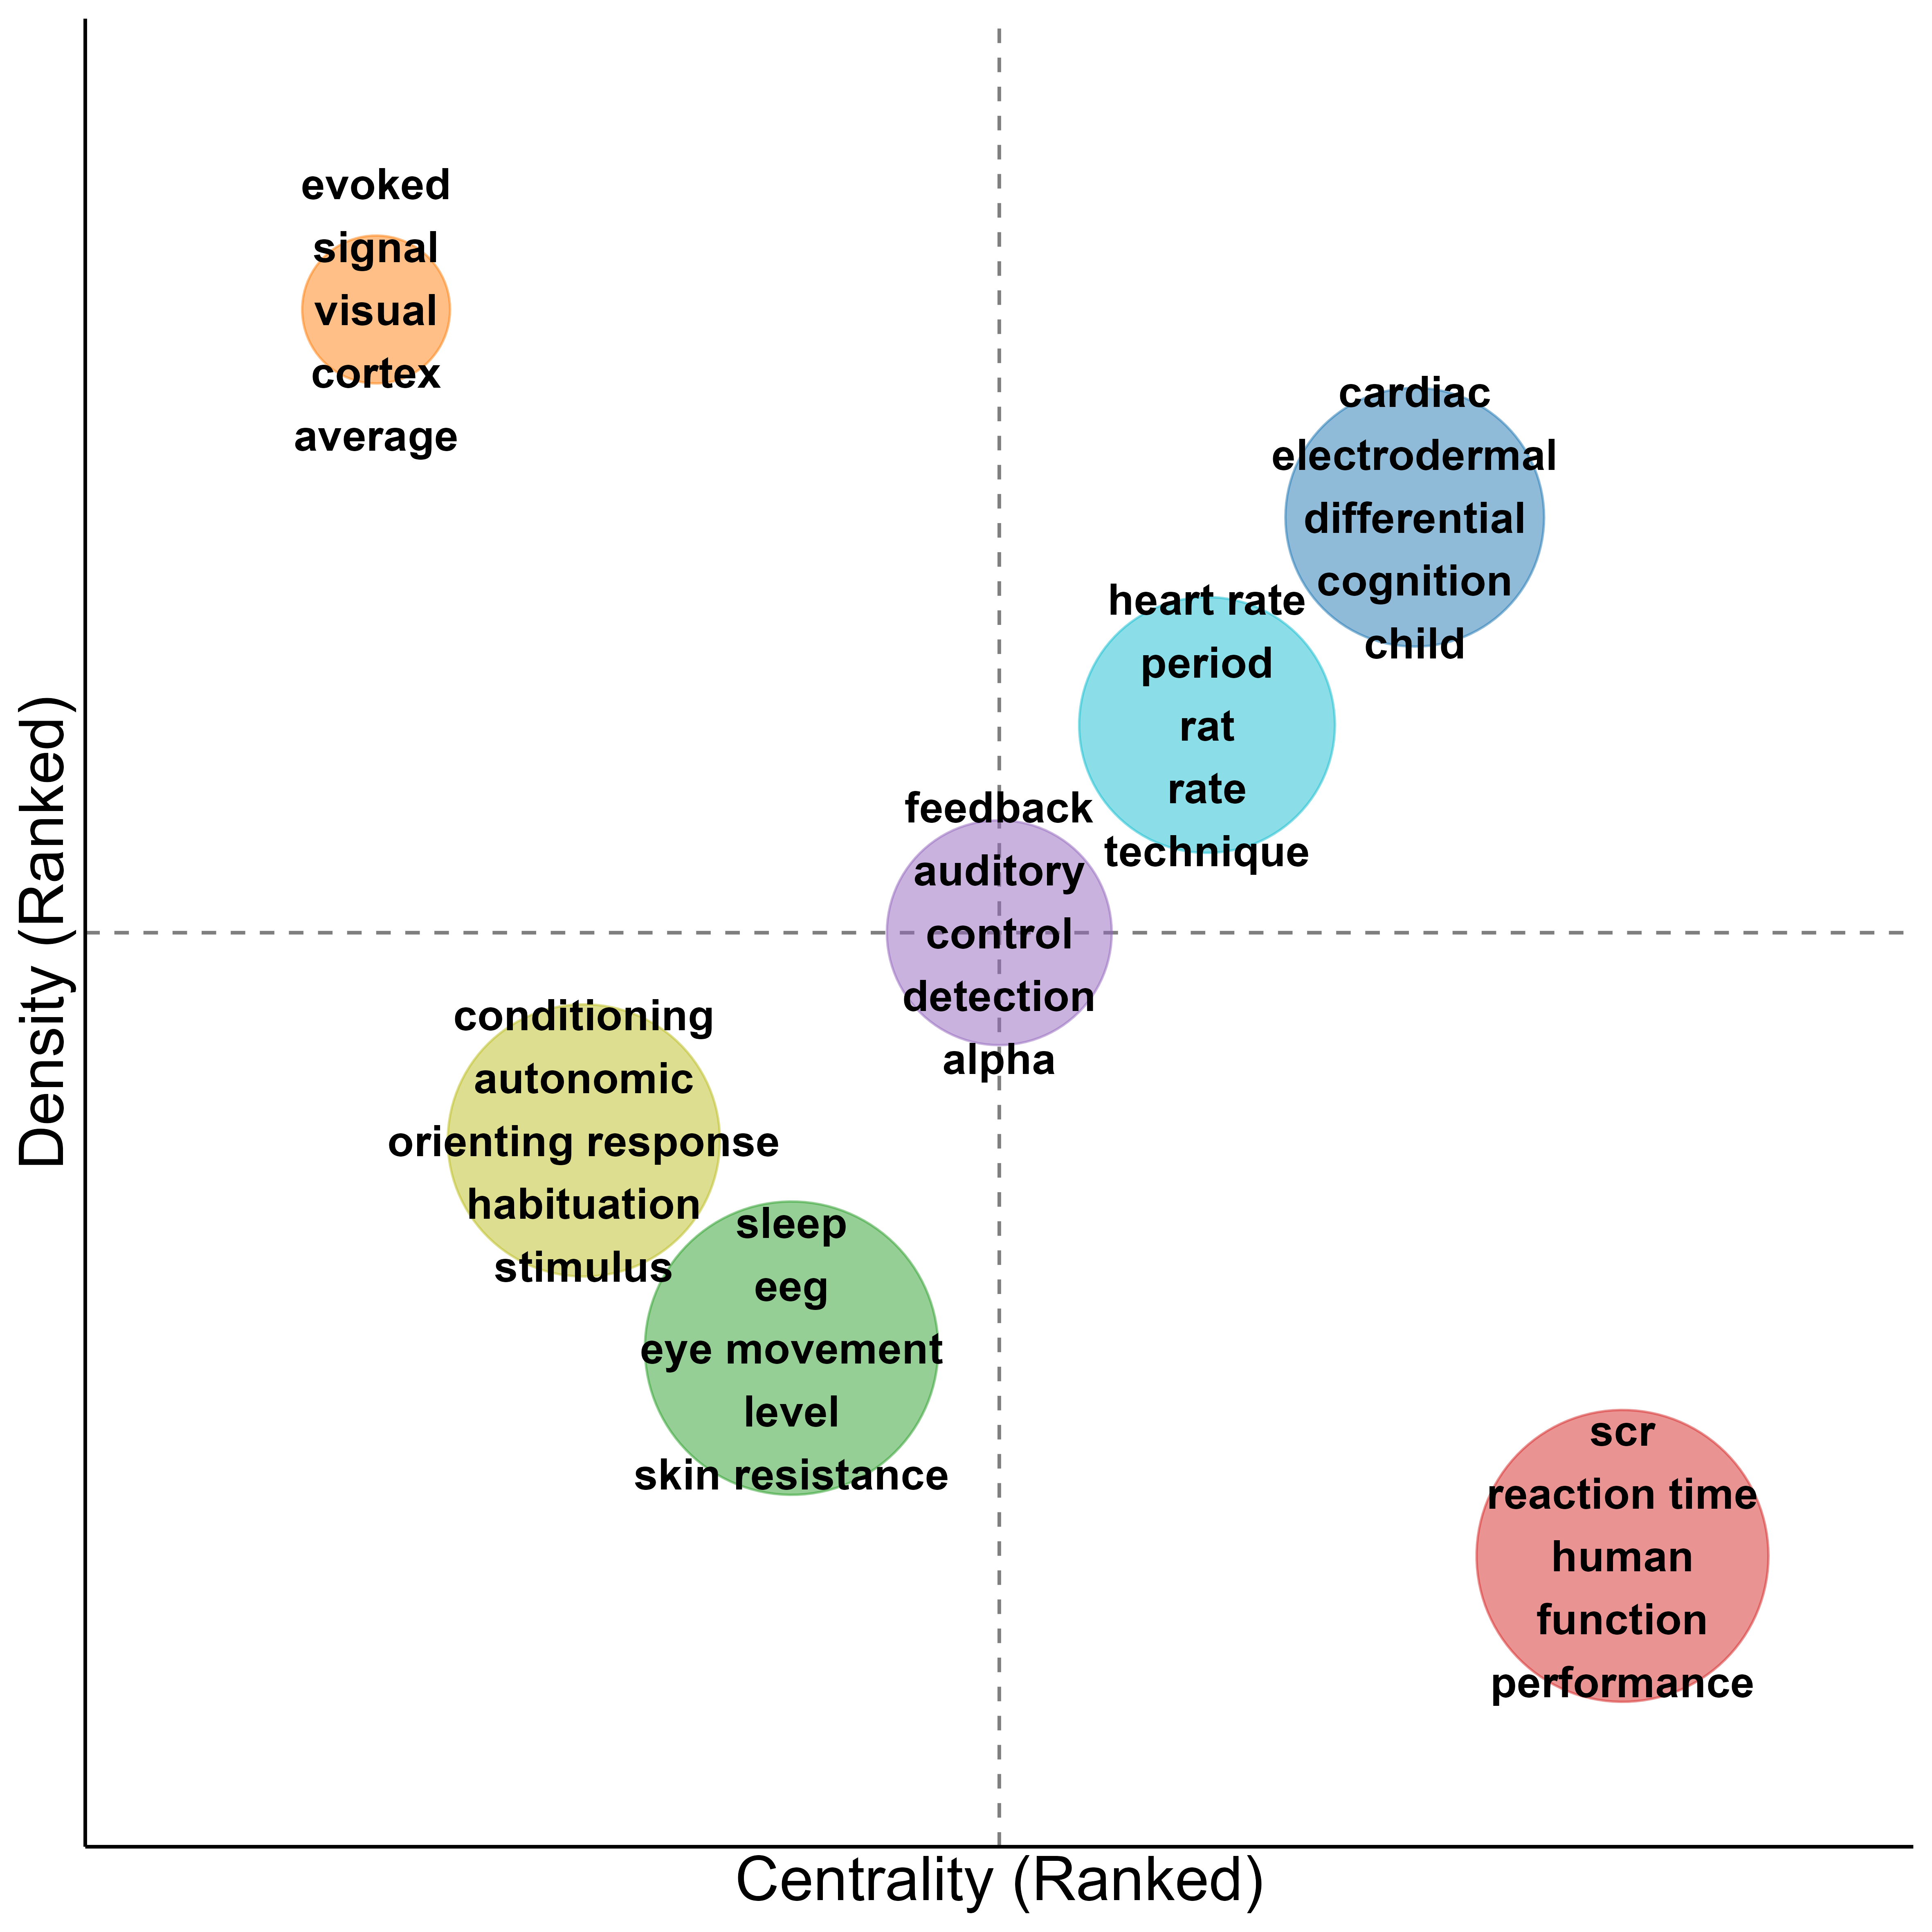 evoked
signal
visual
cortex
average
cardiac
electrodermal
differential
cognition
child
heart rate
period
rat
rate
technique
feedback
auditory
control
detection
alpha
conditioning
autonomic
orienting response
habituation
stimulus
sleep
eeg
eye movement
level
skin resistance
scr
reaction time
human
function
performance
Density (Ranked)
Centrality (Ranked)